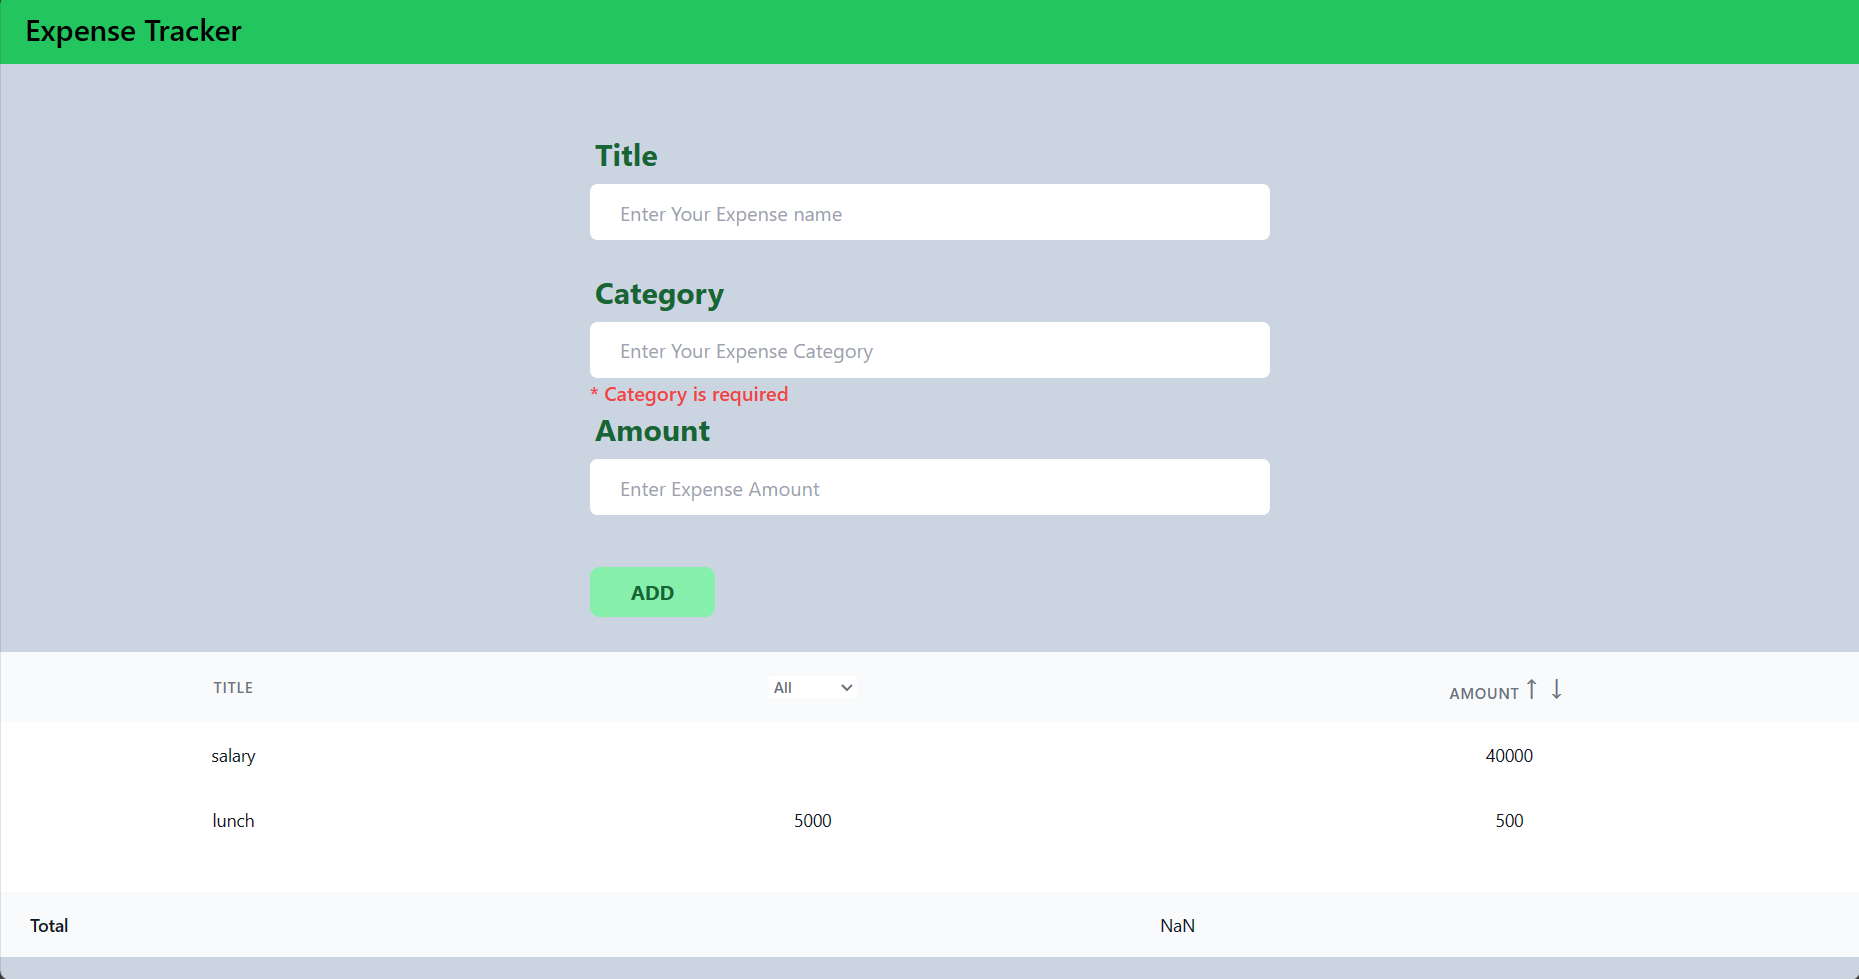 Expense Tracker
Title
Enter Your Expense name
Category
Enter Your Expense Category
* Category is required
Amount
Enter Expense Amount
ADD
TITLE All AMOUNT ↑ ↓
salary 40000
lunch 5000 500
Total NaN